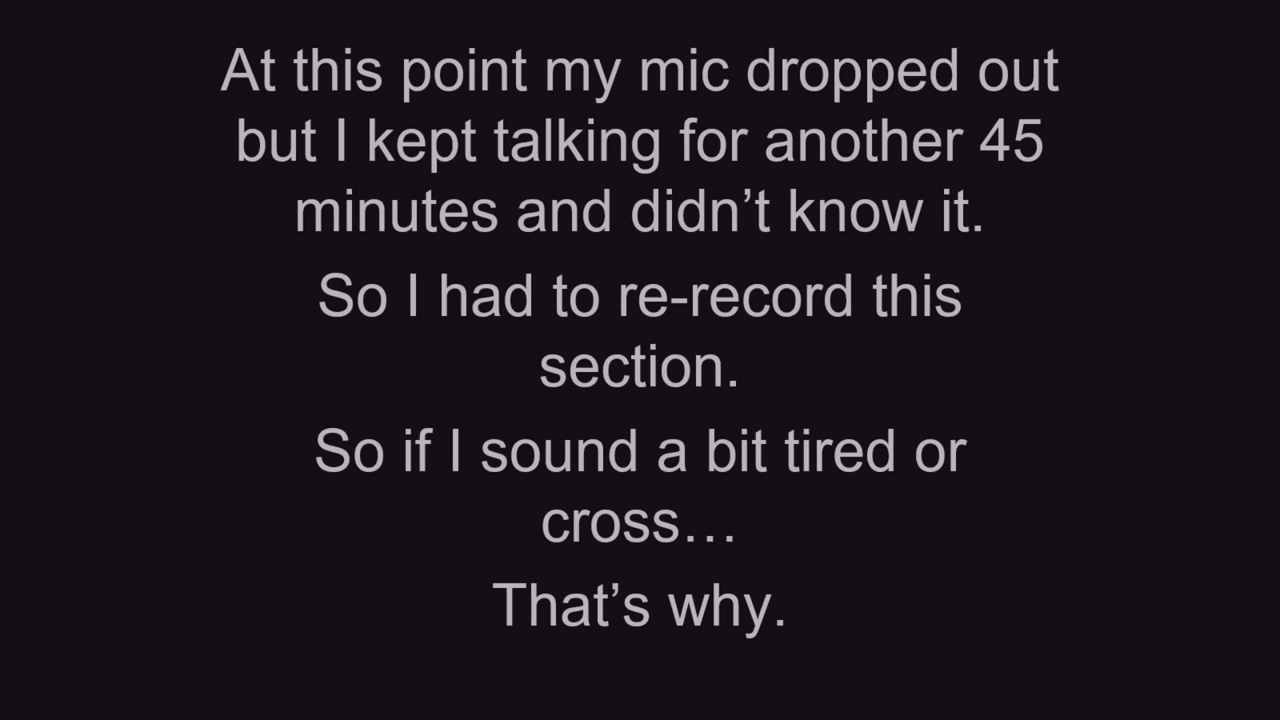 At this point my mic dropped out
but I kept talking for another 45
minutes and didn’t know it.
So I had to re-record this
section.
So if I sound a bit tired or
cross…
That’s why.